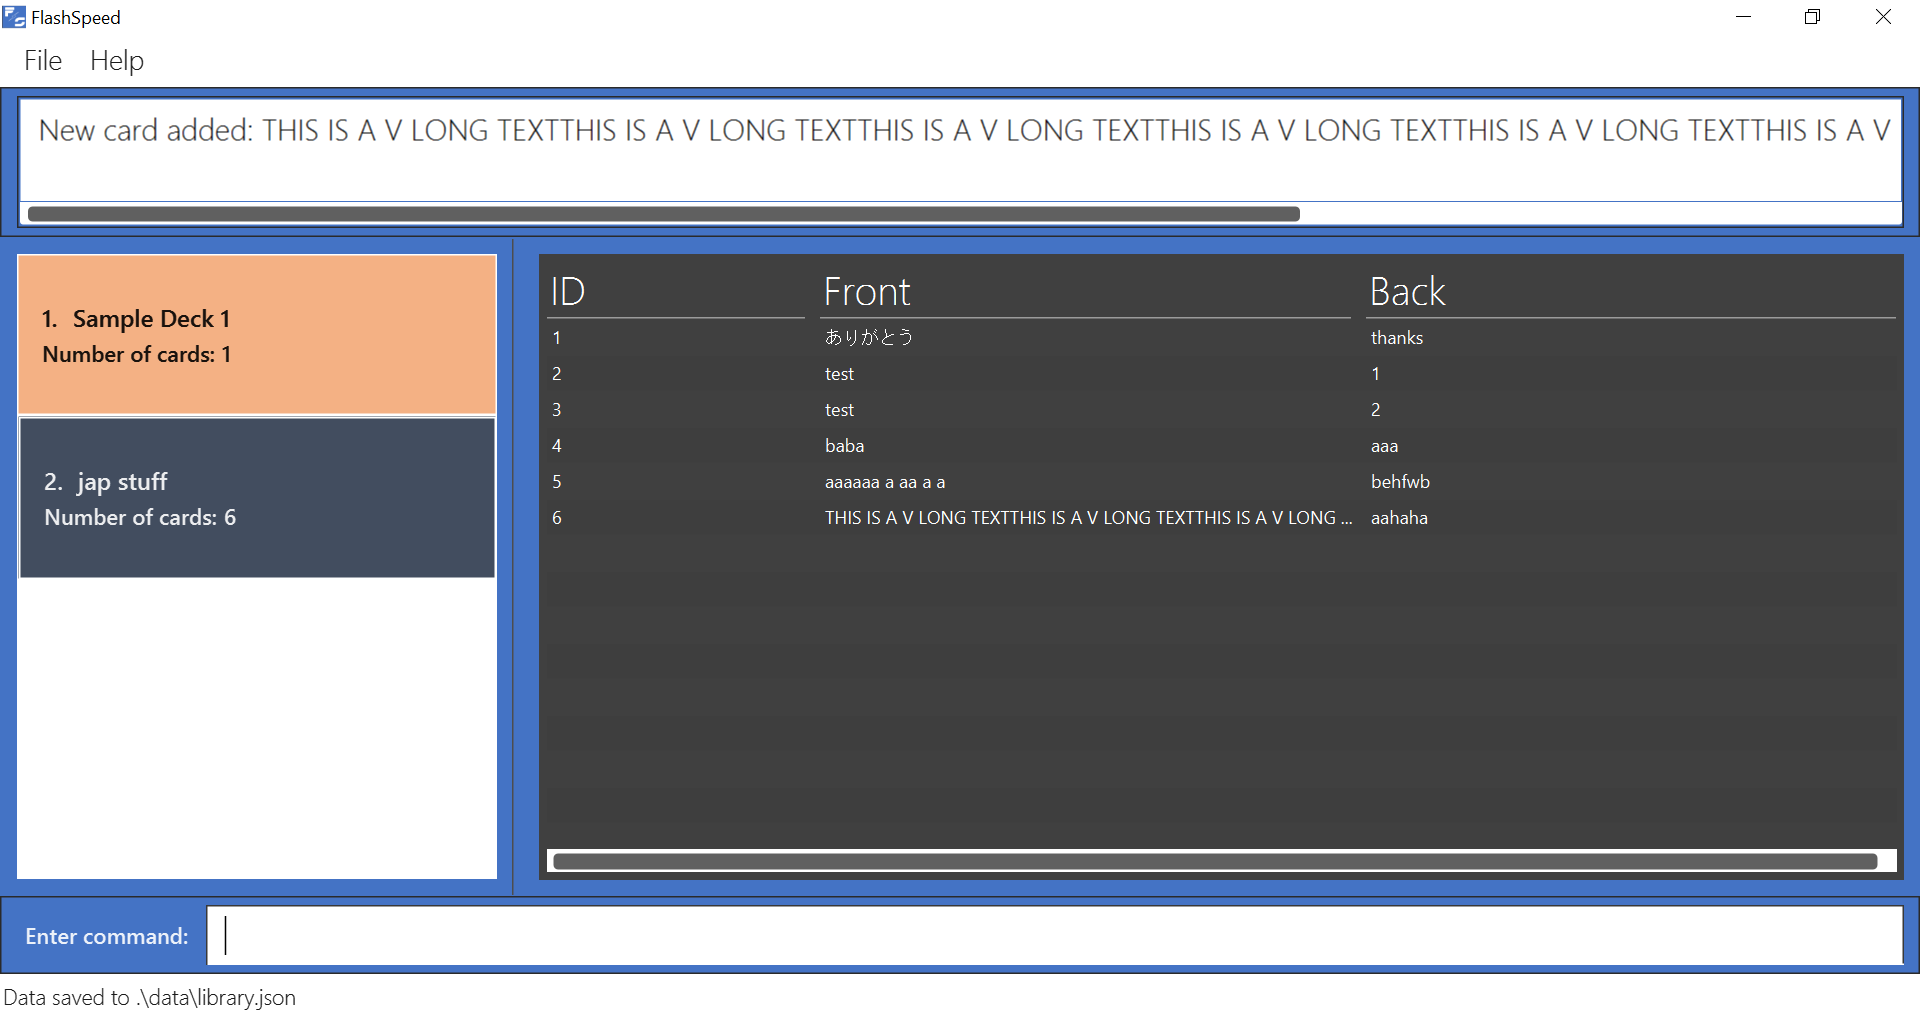 FlashSpeed
File Help
New card added: THIS IS A V LONG TEXTTHIS IS A V LONG TEXTTHIS IS A V LONG TEXTTHIS IS A V LONG TEXTTHIS IS A V LONG TEXTTHIS IS A V
1. Sample Deck 1
Number of cards: 1
2. jap stuff
Number of cards: 6
ID Front Back
1 ありがとう thanks
2 test 1
3 test 2
4 baba aaa
5 aaaaaa a aa a a behfwb
6 THIS IS A V LONG TEXTTHIS IS A V LONG TEXTTHIS IS A V LONG ... aahaha
Enter command:
Data saved to .\data\library.json